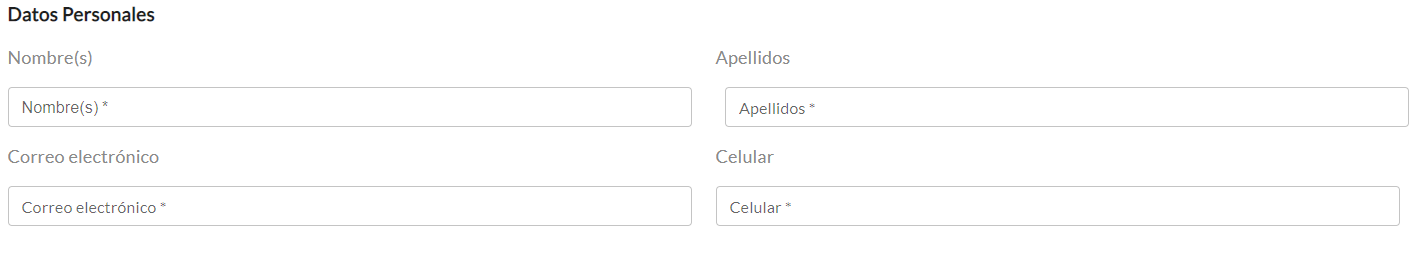 Datos Personales
Nombre(s) Apellidos
Nombre(s) * Apellidos *
Correo electrónico Celular
Correo electrónico * Celular *